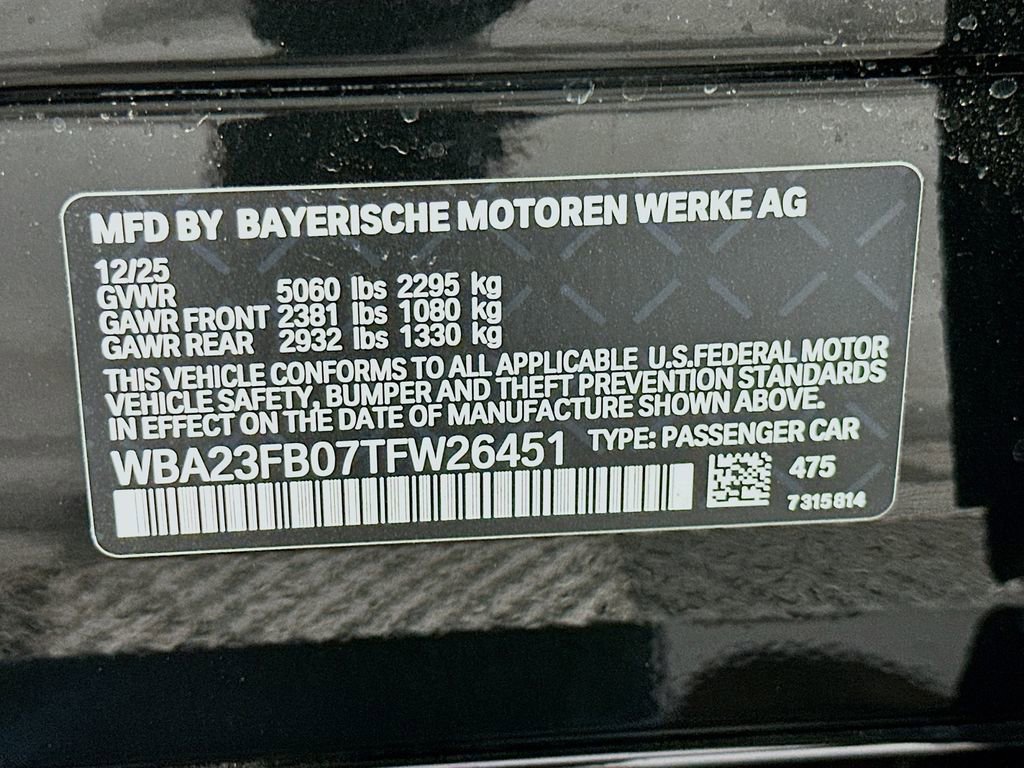 MFD BY BAYERISCHE MOTOREN WERKE AG
12/25
GVWR 5060 lbs 2295 kg
GAWR FRONT 2381 lbs 1080 kg
GAWR REAR 2932 lbs 1330 kg
THIS VEHICLE CONFORMS TO ALL APPLICABLE U.S.FEDERAL MOTOR
VEHICLE SAFETY, BUMPER AND THEFT PREVENTION STANDARDS
IN EFFECT ON THE DATE OF MANUFACTURE SHOWN ABOVE.
WBA23FB07TFW26451 TYPE: PASSENGER CAR
475
7315814